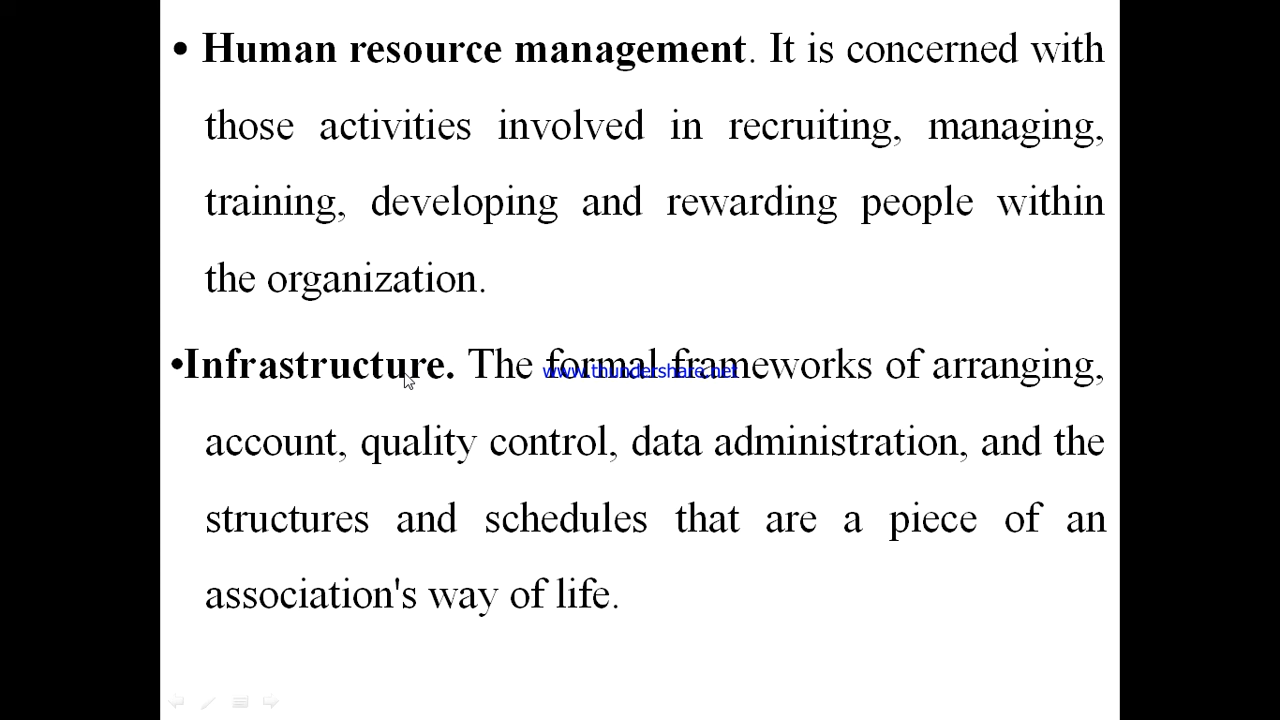 • Human resource management. It is concerned with
those activities involved in recruiting, managing,
training, developing and rewarding people within
the organization.
•Infrastructure. The formal frameworks of arranging,
www.thundershare.net
account, quality control, data administration, and the
structures and schedules that are a piece of an
association's way of life.